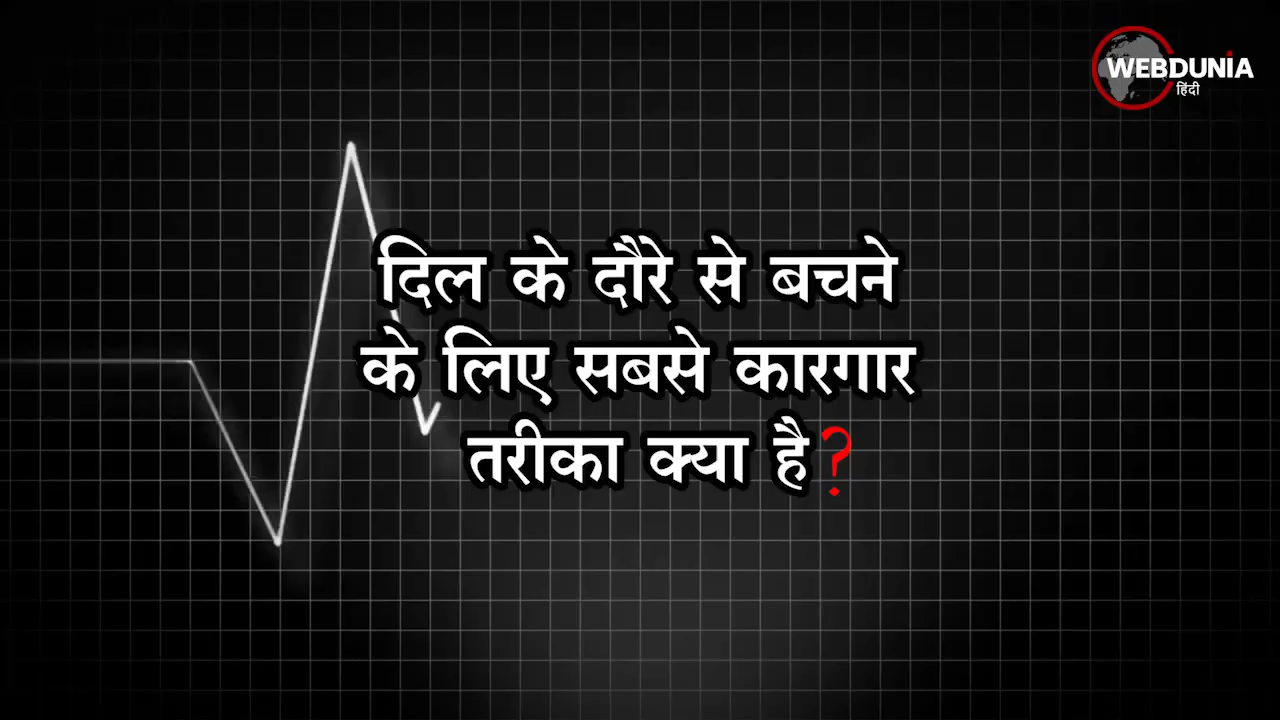 WEBDUNIA
हिंदी
दिल के दौरे से बचने
के लिए सबसे कारगार
तरीका क्या है?